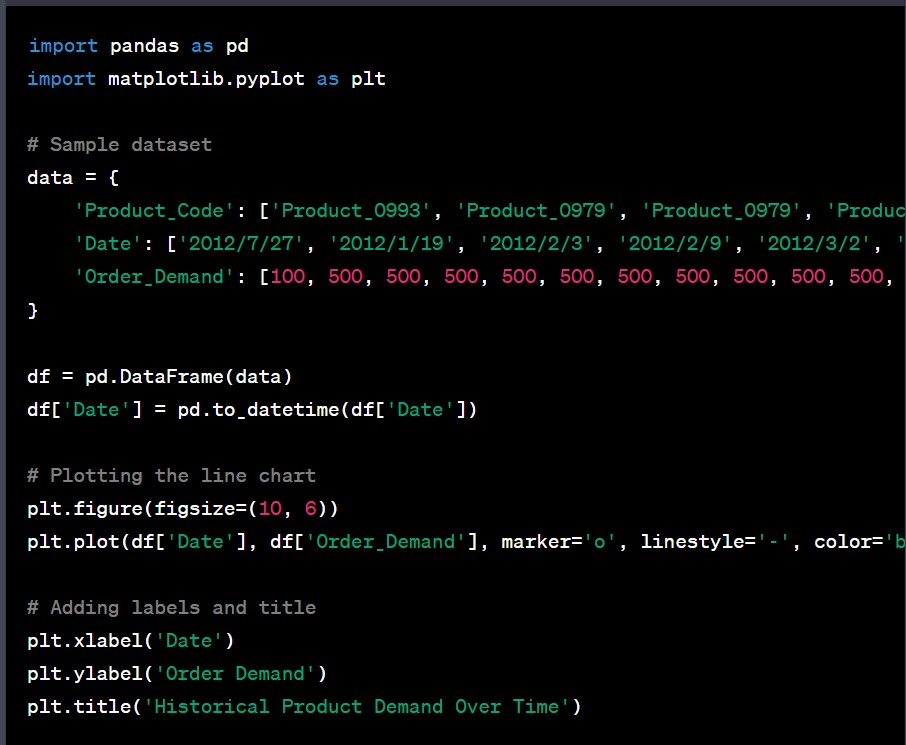 import pandas as pd
import matplotlib.pyplot as plt
# Sample dataset
data = {
'Product_Code': ['Product_0993', 'Product_0979', 'Product_0979', 'Produc
'Date': ['2012/7/27', '2012/1/19', '2012/2/3', '2012/2/9', '2012/3/2', '
'Order_Demand': [100, 500, 500, 500, 500, 500, 500, 500, 500, 500, 500,
}
df = pd.DataFrame(data)
df['Date'] = pd.to_datetime(df['Date'])
# Plotting the line chart
plt.figure(figsize=(10, 6))
plt.plot(df['Date'], df['Order_Demand'], marker='o', linestyle='-', color='b
# Adding labels and title
plt.xlabel('Date')
plt.ylabel('Order Demand')
plt.title('Historical Product Demand Over Time')